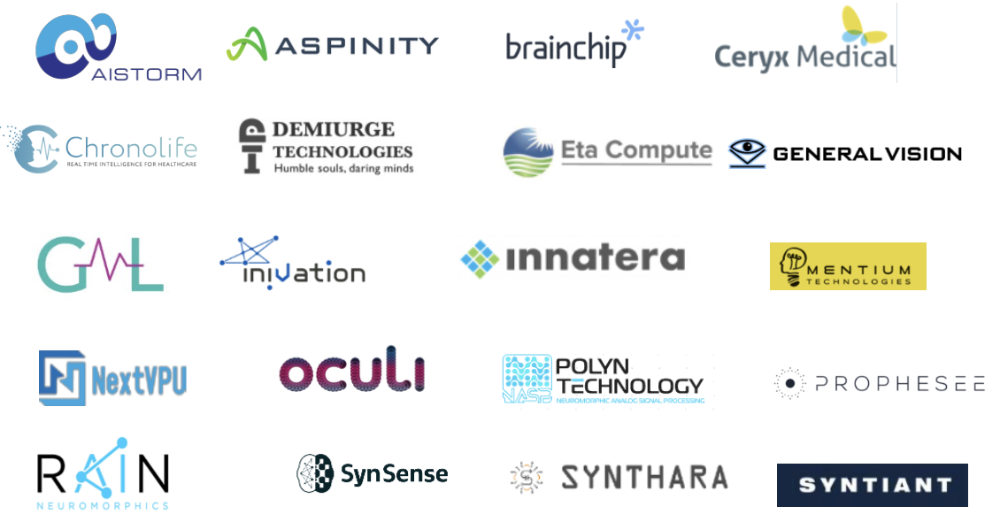 AISTORM
ASPINITY
brainchip
Ceryx Medical
Chronolife
REAL TIME INTELLIGENCE FOR HEALTHCARE
DEMIURGE
TECHNOLOGIES
Humble souls, daring minds
Eta Compute
GENERAL VISION
GML
iniVation
innatera
MENTIUM
TECHNOLOGIES
NextVPU
oculi
POLYN
TECHNOLOGY
NASP
NEUROMORPHIC ANALOG SIGNAL PROCESSING
PROPHESEE
RAIN
NEUROMORPHICS
SynSense
SYNTHARA
SYNTIANT